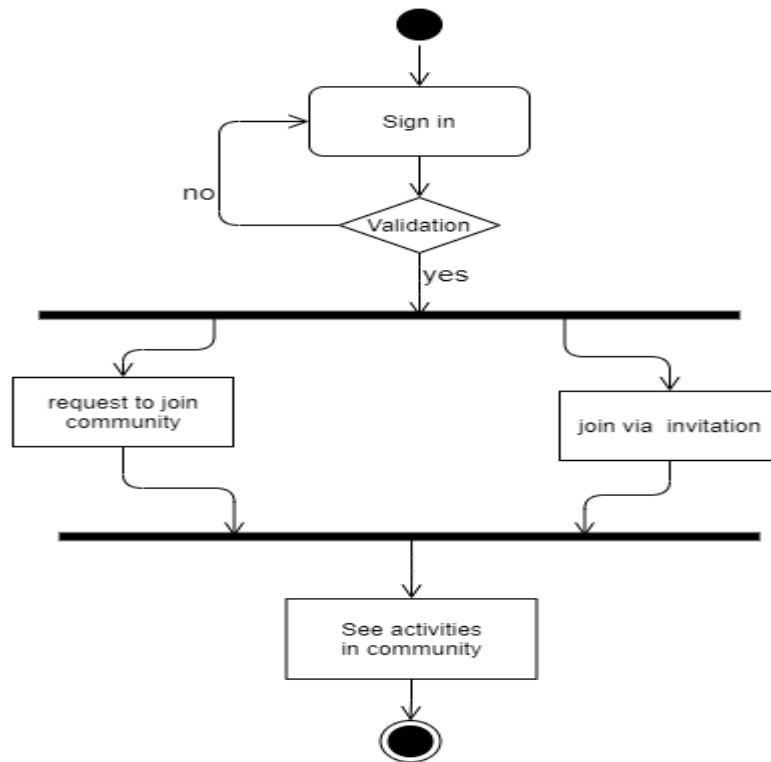 Sign in
no
Validation
yes
request to join
community
join via invitation
See activities
in community